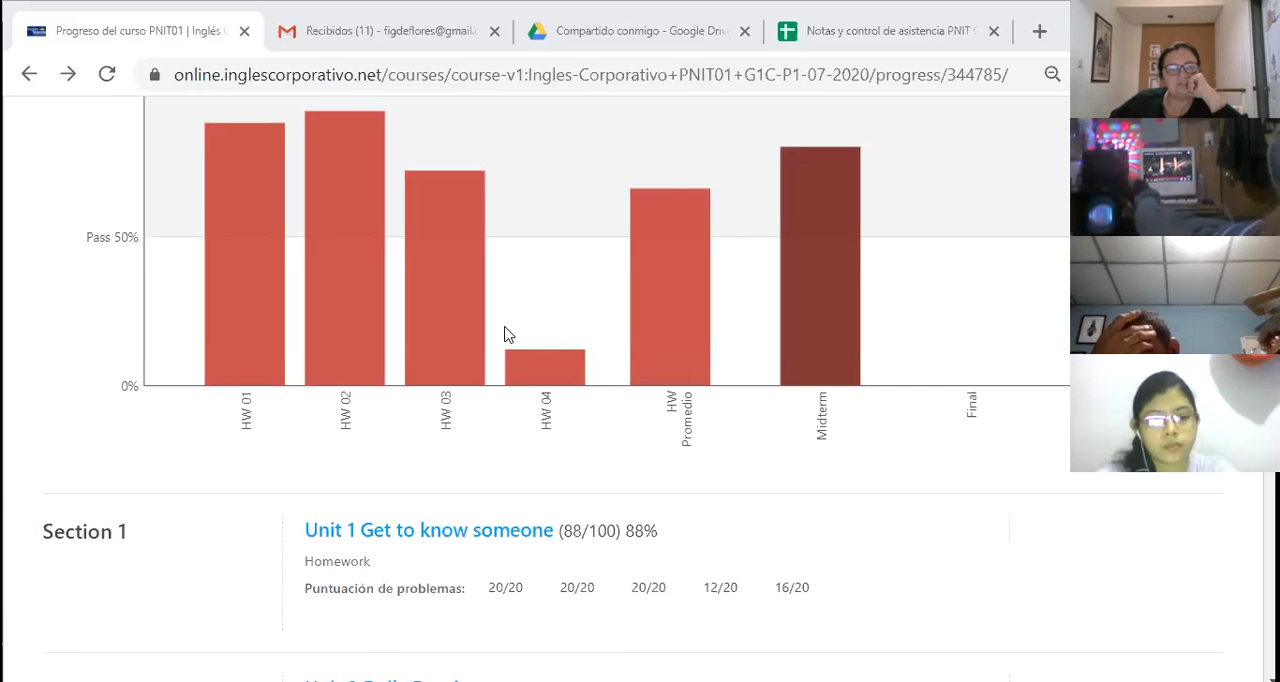 Progreso del curso PNIT01 | Inglés
Recibidos (11) - figdeflores@gmail.
Compartido conmigo - Google Driv
Notas y control de asistencia PNIT
online.inglescorporativo.net/courses/course-v1:Ingles-Corporativo+PNIT01+G1C-P1-07-2020/progress/344785/
Pass 50%
0%
HW 01
HW 02
HW 03
HW 04
HW Promedio
Midterm
Final
Section 1
Unit 1 Get to know someone (88/100) 88%
Homework
Puntuación de problemas: 20/20 20/20 20/20 12/20 16/20